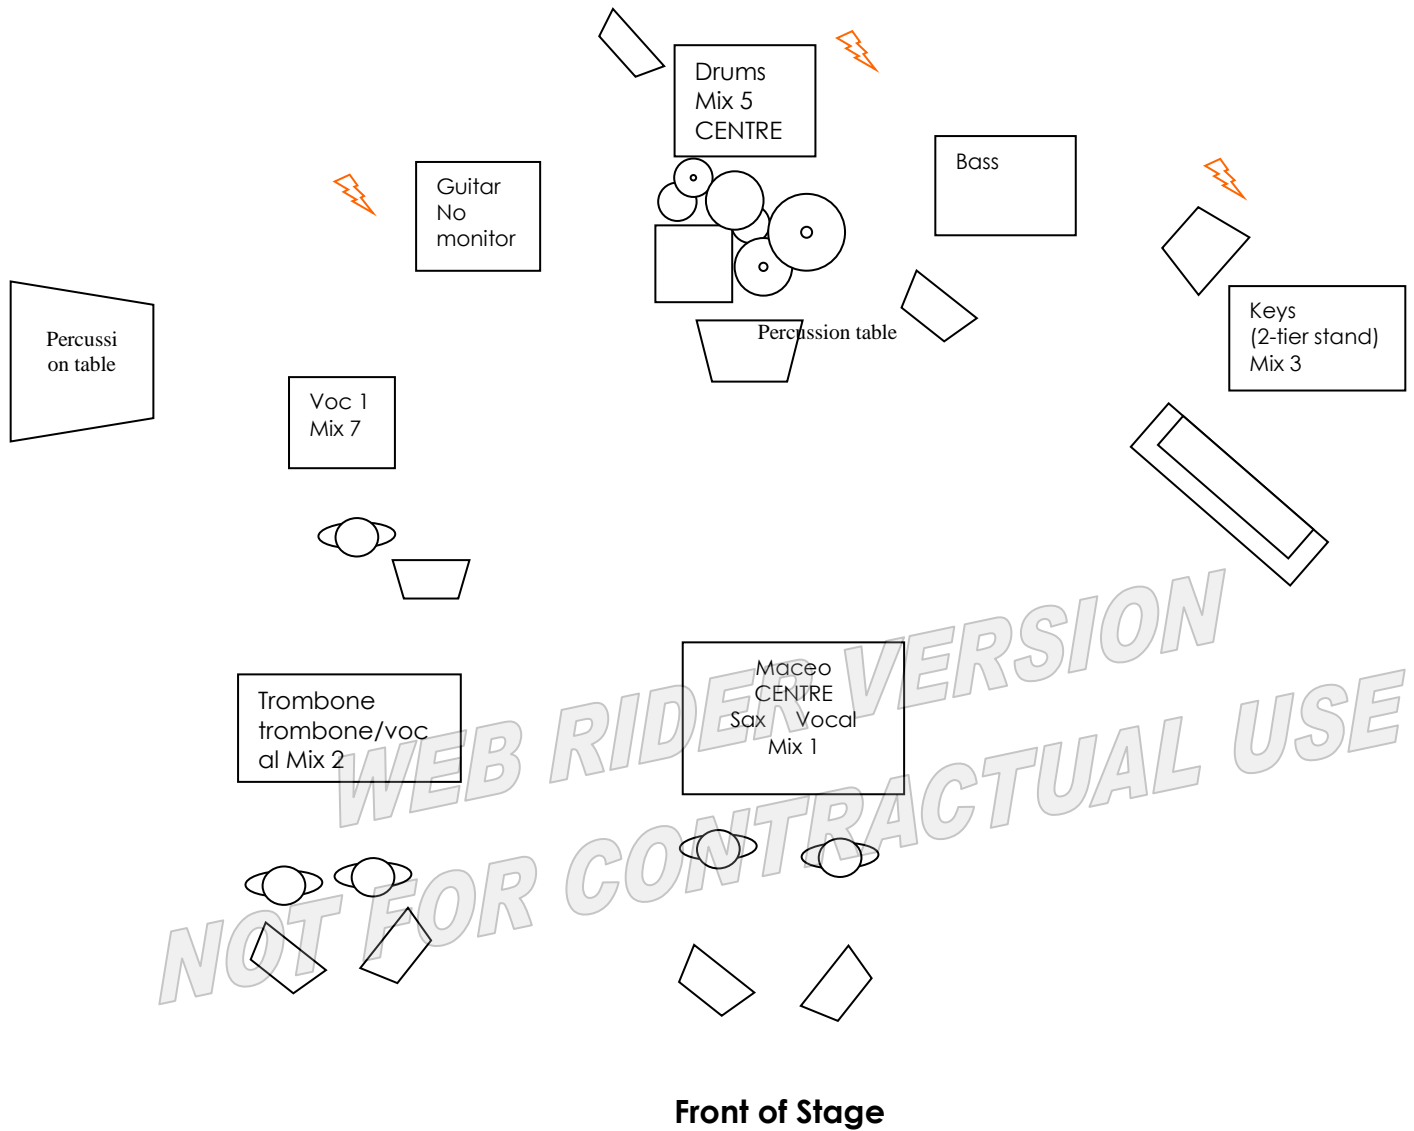 Drums
Mix 5
CENTRE
Bass
Guitar
No
monitor
Keys
(2-tier stand)
Mix 3
Percussi
on table
Percussion table
Voc 1
Mix 7
Trombone
trombone/voc
al Mix 2
Maceo
CENTRE
Sax Vocal
Mix 1
WEB RIDER VERSION
NOT FOR CONTRACTUAL USE
Front of Stage